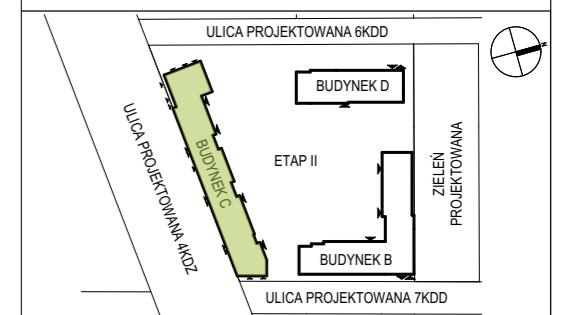 ULICA PROJEKTOWANA 6KDD
N
BUDYNEK D
ULICA PROJEKTOWANA 4KDZ
BUDYNEK C
ETAP II
ZIELEŃ
PROJEKTOWANA
BUDYNEK B
ULICA PROJEKTOWANA 7KDD